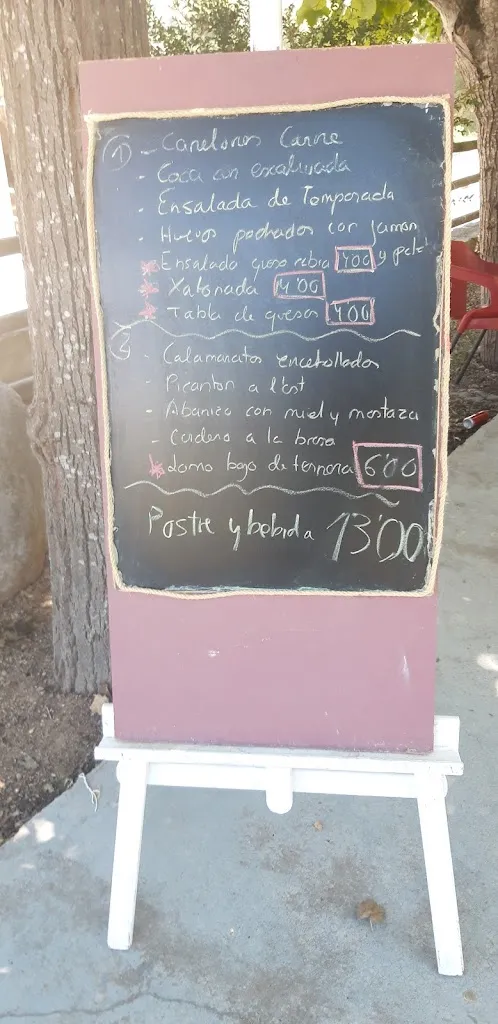 ① - Canelones Carne
- Coca con escalivada
- Ensalada de Temporada
- Huevos pochados con jamon
* Ensalada queso cabra 4'00 y
* Xatonada 4'00
* Tabla de quesos 4'00
② - Calamarcitos encebollados
- Picanton a l'ast
- Abanico con miel y mostaza
- Cordero a la brasa
* Lomo bajo de ternera 6'00
Postre y bebida 13'00